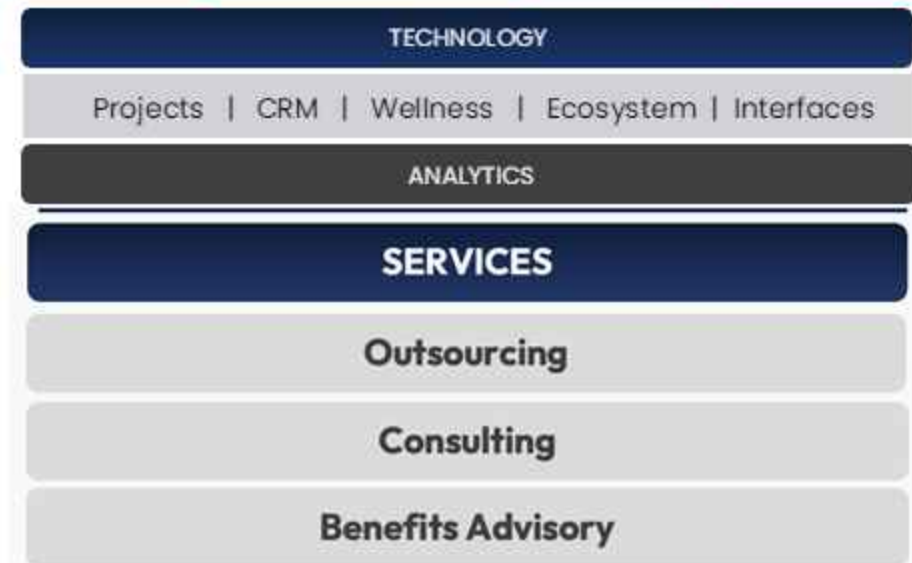 TECHNOLOGY
Projects | CRM | Wellness | Ecosystem | Interfaces
ANALYTICS
SERVICES
Outsourcing
Consulting
Benefits Advisory